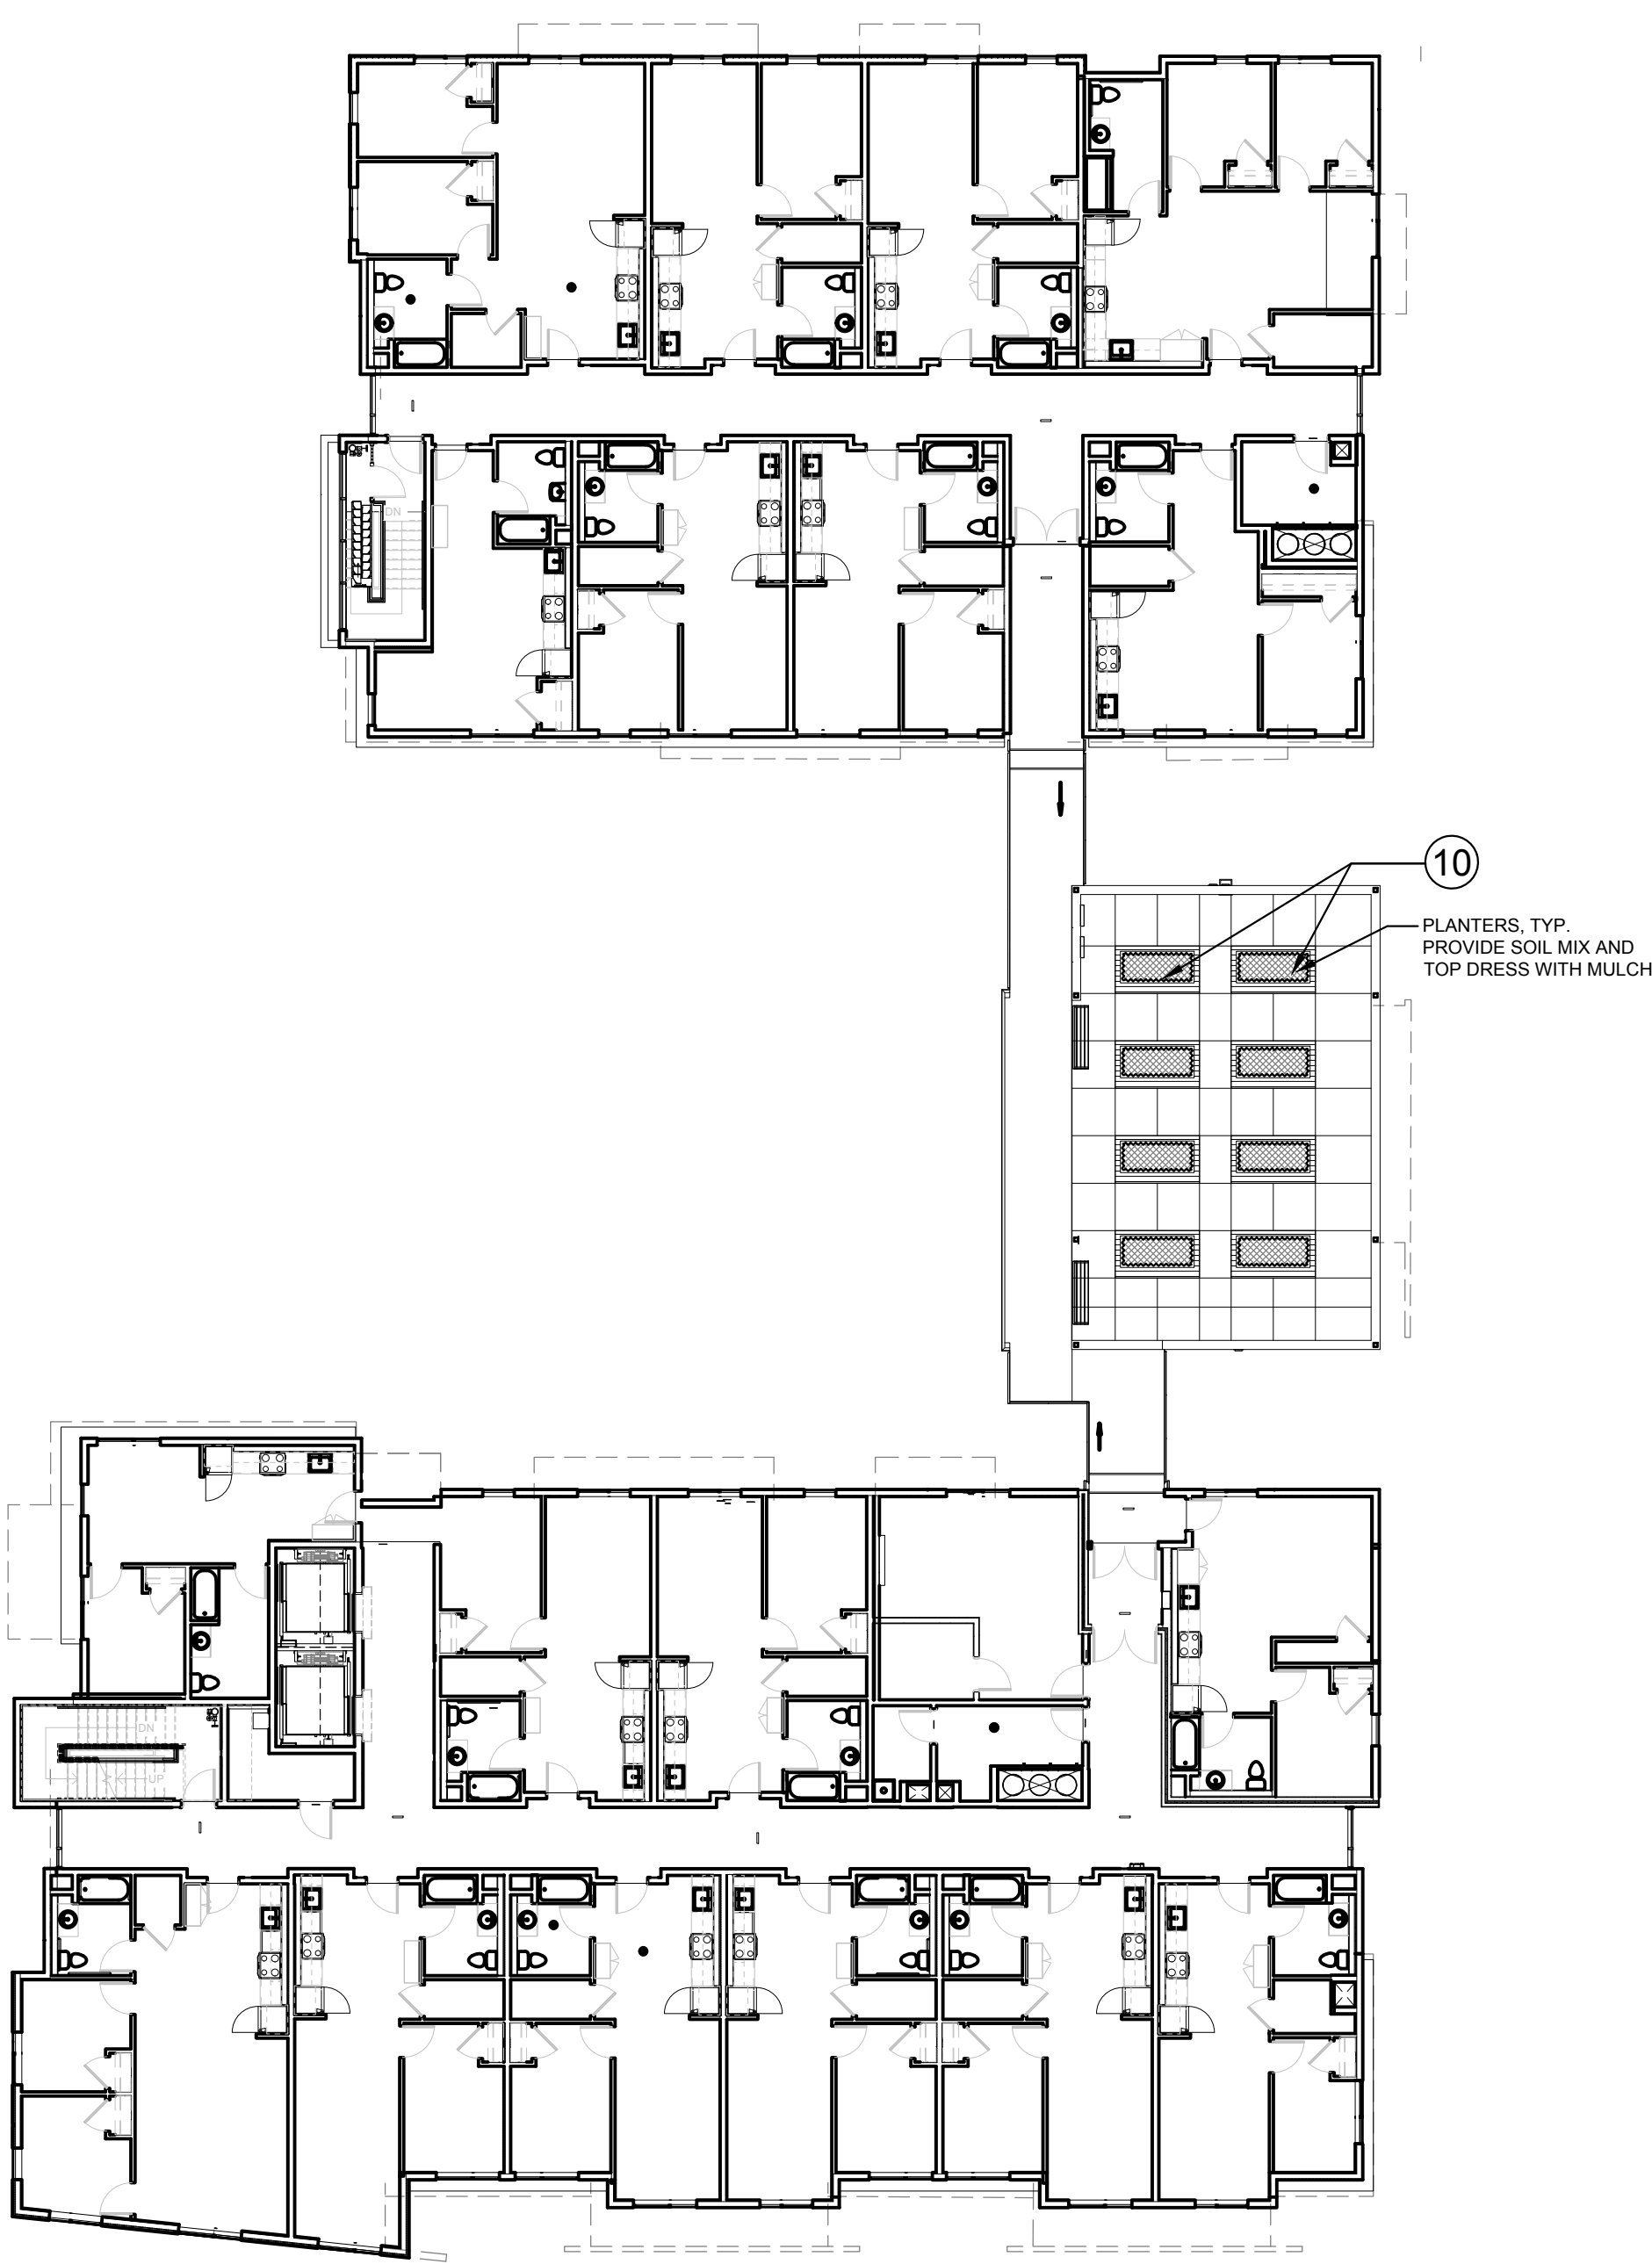 DN
10
PLANTERS, TYP.
PROVIDE SOIL MIX AND
TOP DRESS WITH MULCH
DN
UP